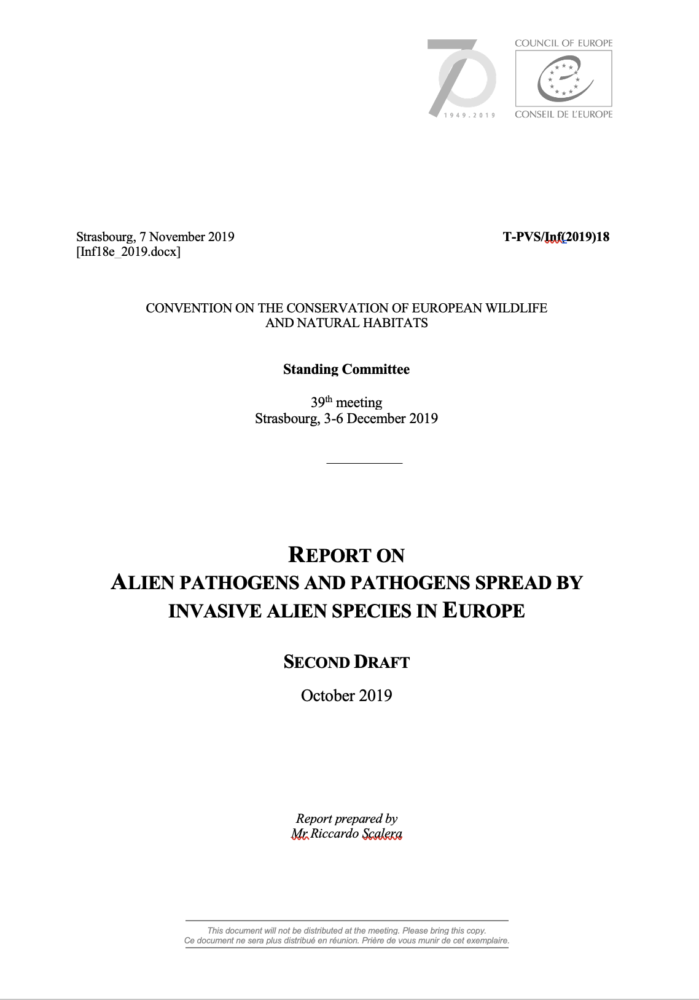 70
COUNCIL OF EUROPE
1949.2019
CONSEIL DE L'EUROPE
Strasbourg, 7 November 2019
T-PVS/Inf(2019)18
[Inf18e_2019.docx]
CONVENTION ON THE CONSERVATION OF EUROPEAN WILDLIFE
AND NATURAL HABITATS
Standing Committee
39th meeting
Strasbourg, 3-6 December 2019
REPORT ON
ALIEN PATHOGENS AND PATHOGENS SPREAD BY
INVASIVE ALIEN SPECIES IN EUROPE
SECOND DRAFT
October 2019
Report prepared by
Mr Riccardo Scalera
This document will not be distributed at the meeting. Please bring this copy.
Ce document ne sera plus distribué en réunion. Prière de vous munir de cet exemplaire.